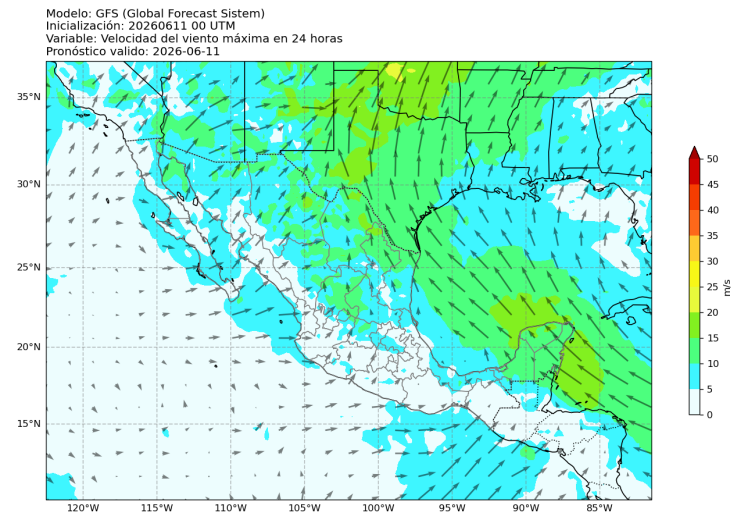 Modelo: GFS (Global Forecast Sistem)
Inicialización: 20260611 00 UTM
Variable: Velocidad del viento máxima en 24 horas
Pronóstico valido: 2026-06-11
35°N
30°N
25°N
20°N
15°N
120°W
115°W
110°W
105°W
100°W
95°W
90°W
85°W
50
45
40
35
30
25
20
15
10
5
0
m/s